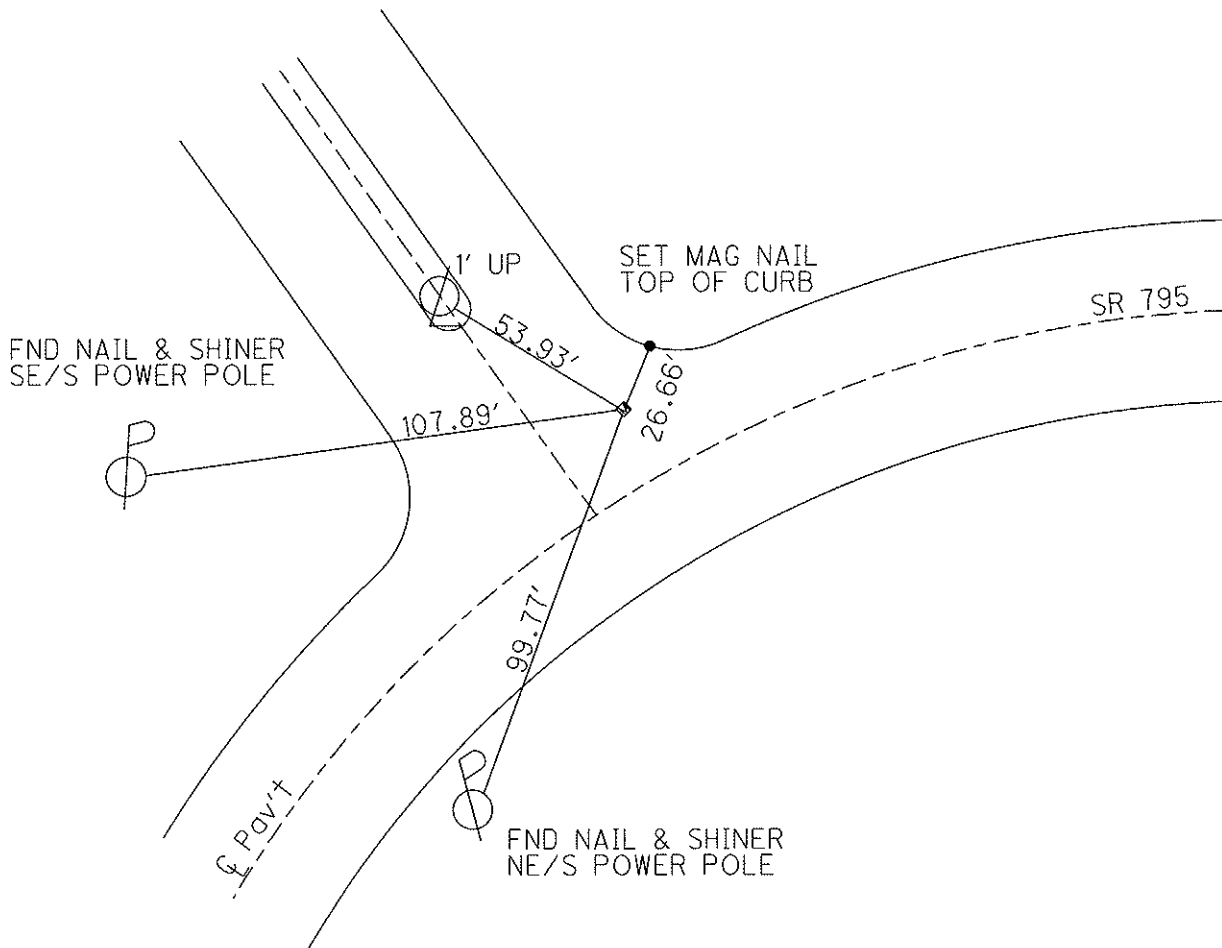 1' UP
SET MAG NAIL
TOP OF CURB
SR 795
53.93'
FND NAIL & SHINER
SE/S POWER POLE
26.66'
107.89'
99.77'
℄ Pav't
FND NAIL & SHINER
NE/S POWER POLE